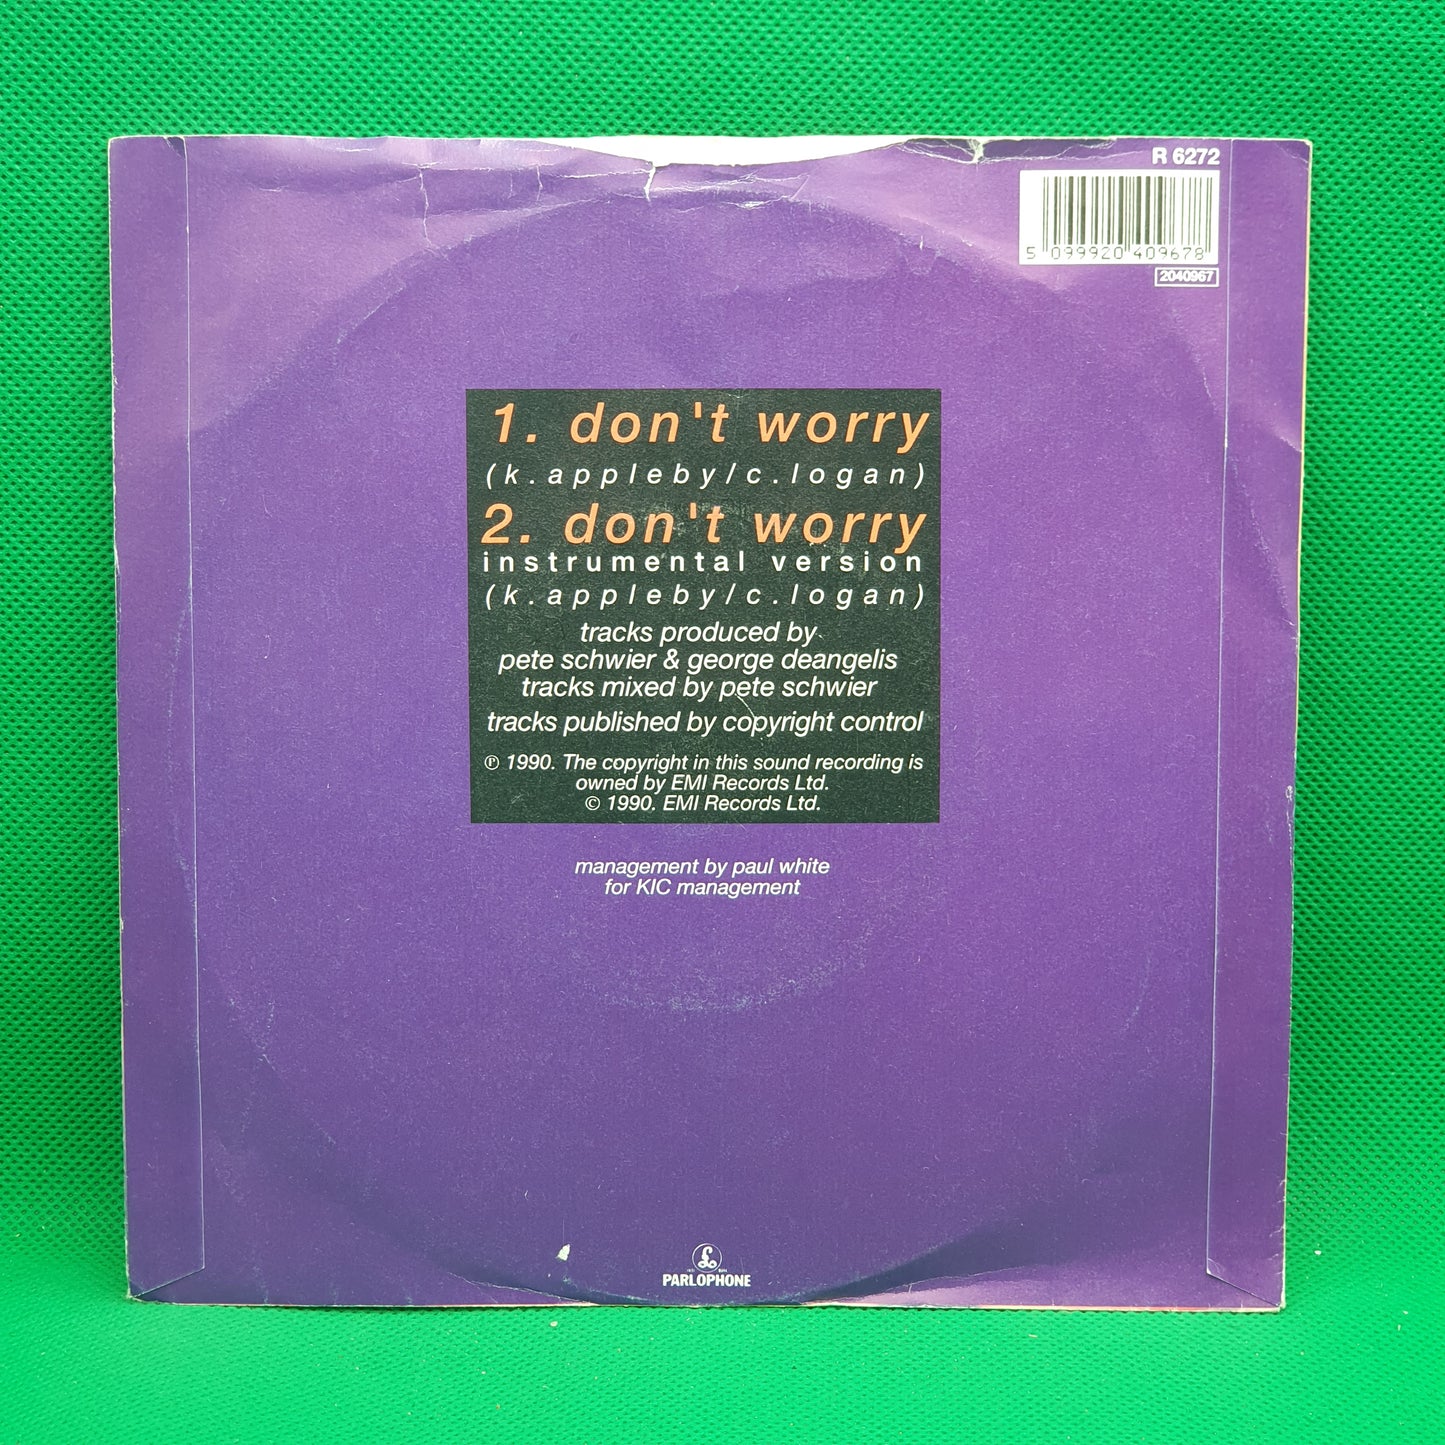 R 6272
5 099920 409678
2040967
1. don't worry
(k.appleby/c.logan)
2. don't worry
instrumental version
(k.appleby/c.logan)
tracks produced by
pete schwier & george deangelis
tracks mixed by pete schwier
tracks published by copyright control
℗ 1990. The copyright in this sound recording is
owned by EMI Records Ltd.
© 1990. EMI Records Ltd.
management by paul white
for KIC management
PARLOPHONE